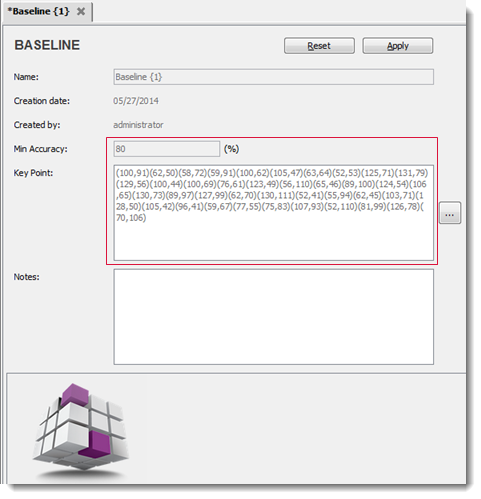 *Baseline {1}
BASELINE
Reset
Apply
Name:
Baseline {1}
Creation date:
05/27/2014
Created by:
administrator
Min Accuracy:
80
(%)
Key Point:
(100,91)(62,50)(58,72)(59,91)(100,62)(105,47)(63,64)(52,53)(125,71)(131,79)
(129,56)(100,44)(100,69)(76,61)(123,49)(56,110)(65,46)(89,100)(124,54)(106
,65)(130,73)(89,97)(127,99)(62,70)(130,111)(52,41)(55,94)(62,45)(103,71)(1
28,50)(105,42)(96,41)(59,67)(77,55)(75,83)(107,93)(52,110)(81,99)(126,78)(
70,106)
...
Notes: